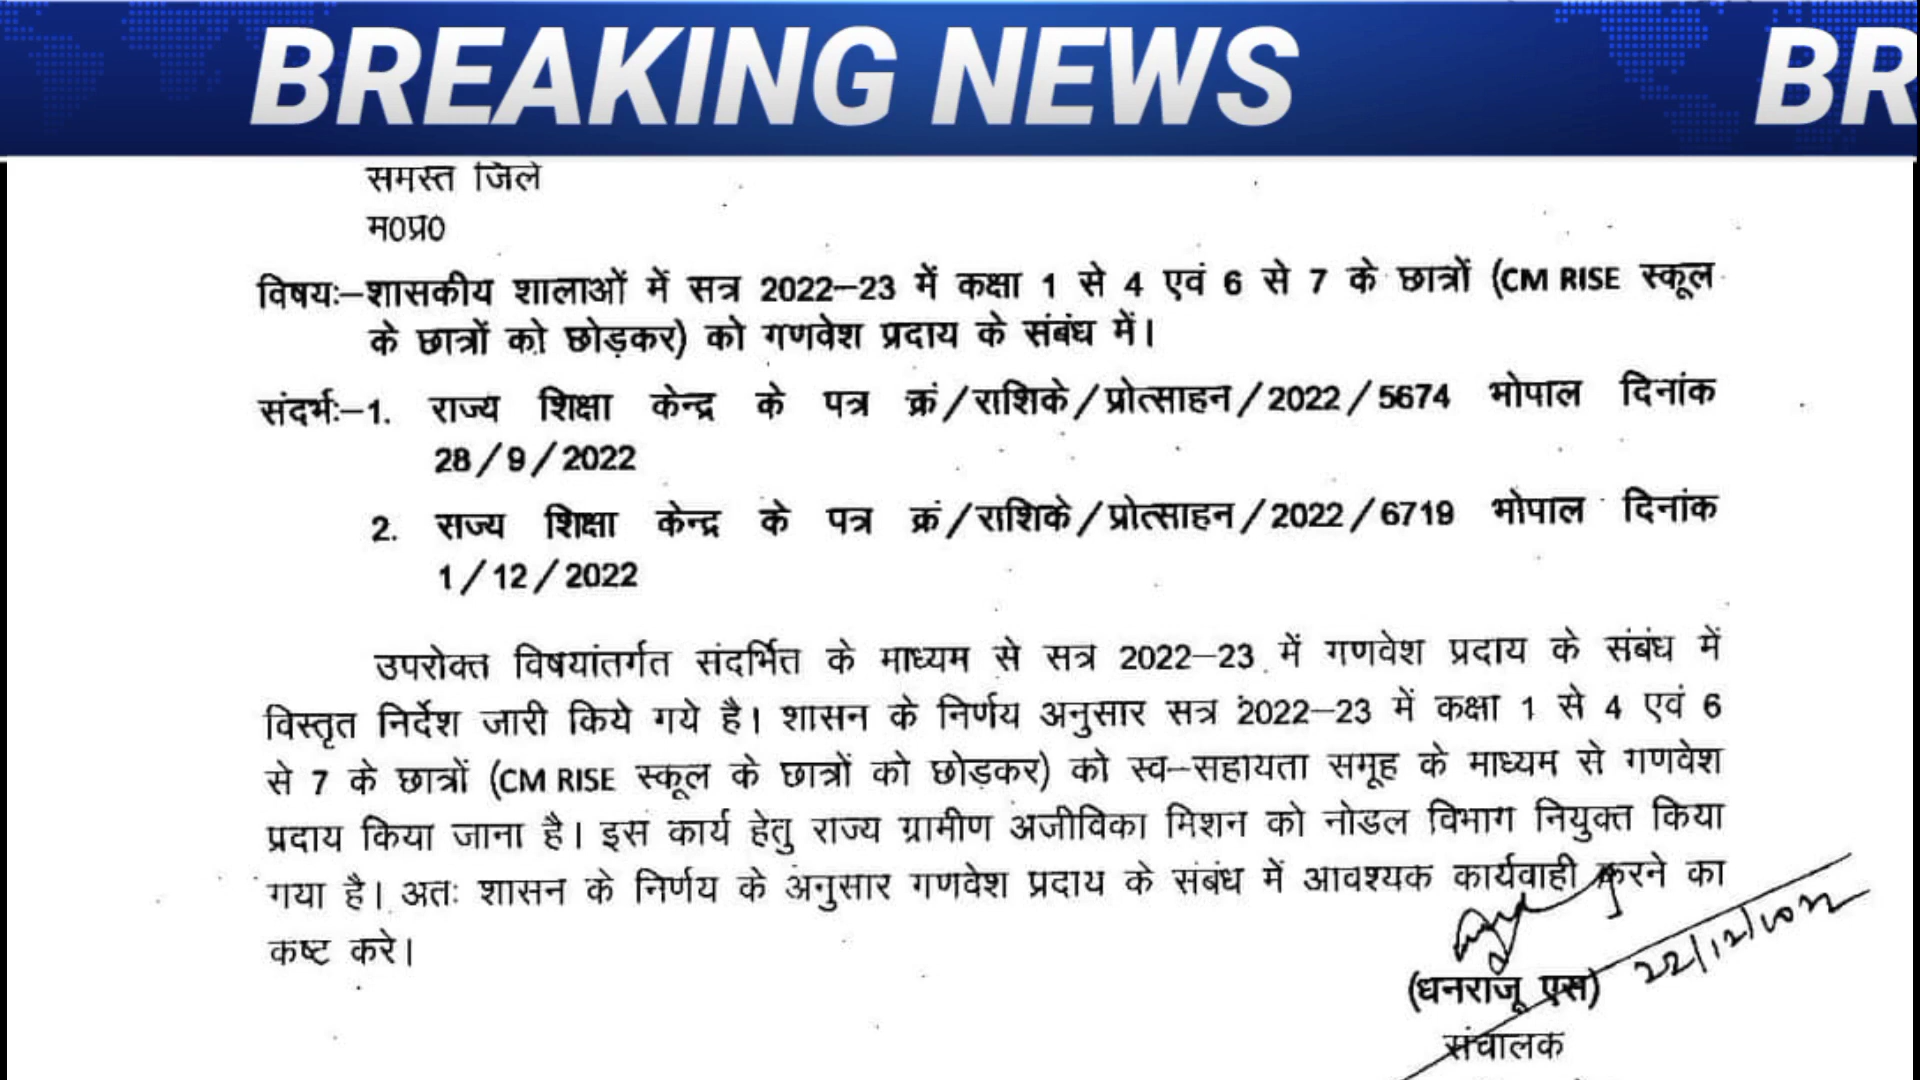 BREAKING NEWS BR
समस्त जिले
म0प्र0
विषयः–शासकीय शालाओं में सत्र 2022–23 में कक्षा 1 से 4 एवं 6 से 7 के छात्रों (CM RISE स्कूल
के छात्रों को छोड़कर) को गणवेश प्रदाय के संबंध में।
संदर्भः–1. राज्य शिक्षा केन्द्र के पत्र क्रं/राशिके/प्रोत्साहन/2022/5674 भोपाल दिनांक
28/9/2022
2. राज्य शिक्षा केन्द्र के पत्र क्रं/राशिके/प्रोत्साहन/2022/6719 भोपाल दिनांक
1/12/2022
उपरोक्त विषयांतर्गत संदर्भित के माध्यम से सत्र 2022–23 में गणवेश प्रदाय के संबंध में
विस्तृत निर्देश जारी किये गये है। शासन के निर्णय अनुसार सत्र 2022–23 में कक्षा 1 से 4 एवं 6
से 7 के छात्रों (CM RISE स्कूल के छात्रों को छोड़कर) को स्व–सहायता समूह के माध्यम से गणवेश
प्रदाय किया जाना है। इस कार्य हेतु राज्य ग्रामीण अजीविका मिशन को नोडल विभाग नियुक्त किया
गया है। अतः शासन के निर्णय के अनुसार गणवेश प्रदाय के संबंध में आवश्यक कार्यवाही करने का
कष्ट करे।
22/12/2022
(धनराजू एस)
संचालक